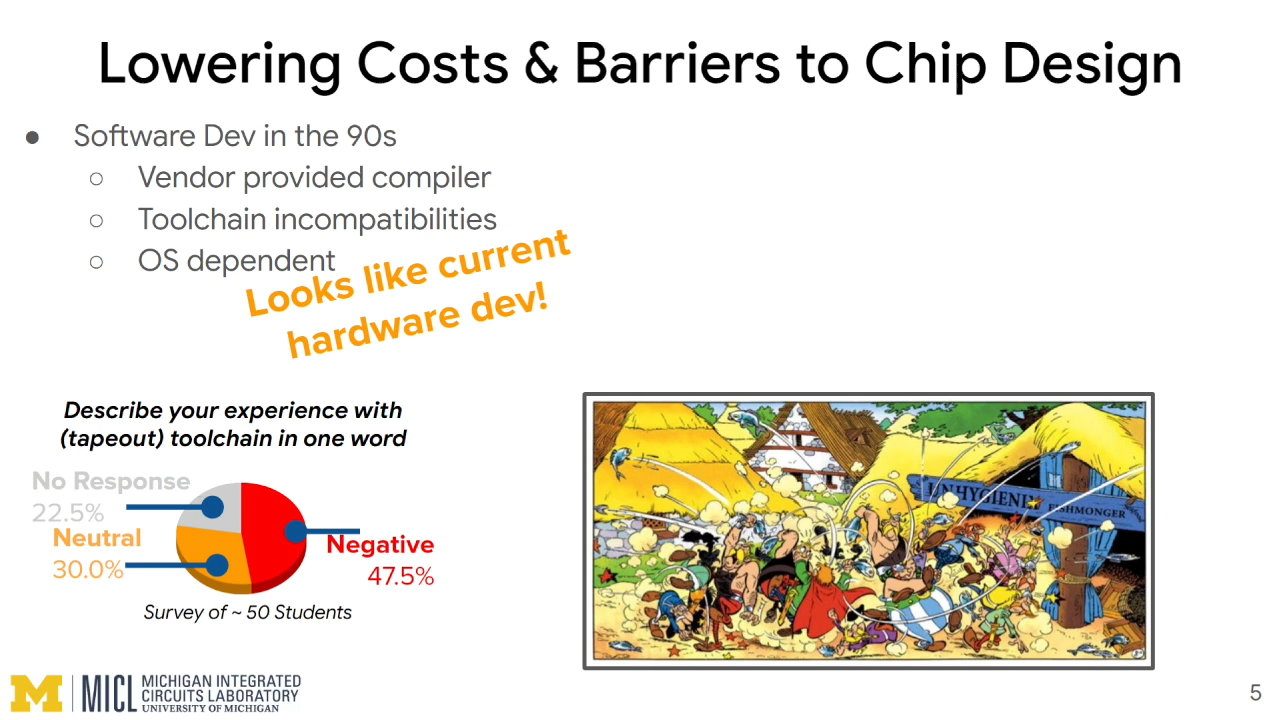 Lowering Costs & Barriers to Chip Design
● Software Dev in the 90s
○ Vendor provided compiler
○ Toolchain incompatibilities
○ OS dependent
Looks like current
hardware dev!
Describe your experience with
(tapeout) toolchain in one word
No Response
22.5%
Neutral
30.0%
Negative
47.5%
Survey of ~ 50 Students
UNHYGIENIX
FISHMONGER
M | MICL MICHIGAN INTEGRATED
CIRCUITS LABORATORY
UNIVERSITY OF MICHIGAN
5